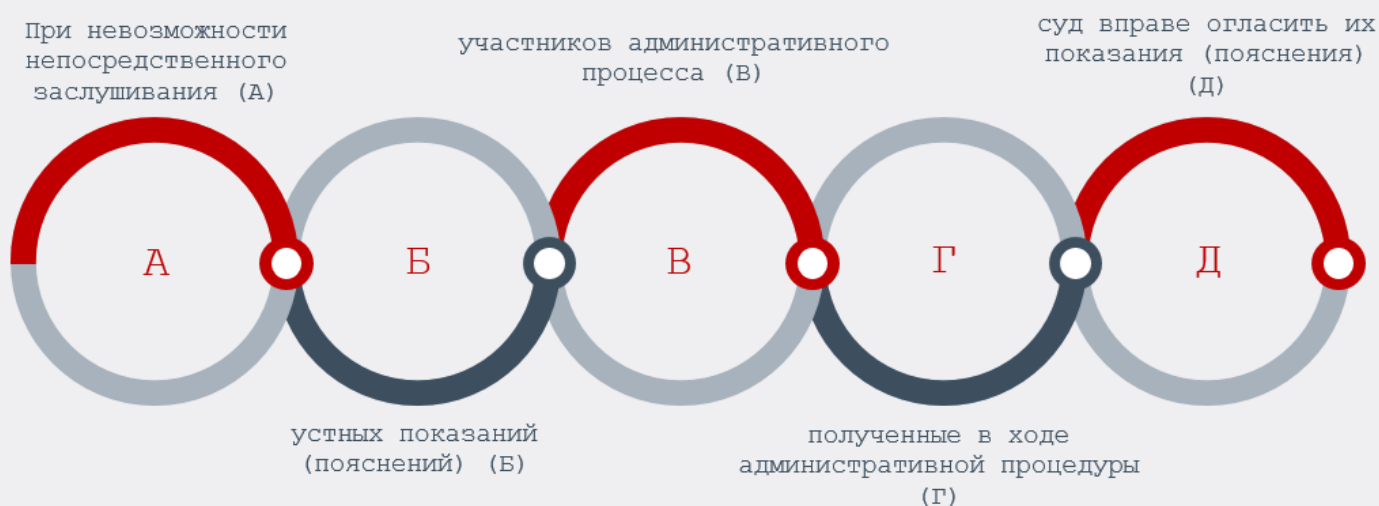 При невозможности
непосредственного
заслушивания (А)
участников административного
процесса (В)
суд вправе огласить их
показания (пояснения)
(Д)
А
Б
В
Г
Д
устных показаний
(пояснений) (Б)
полученные в ходе
административной процедуры
(Г)